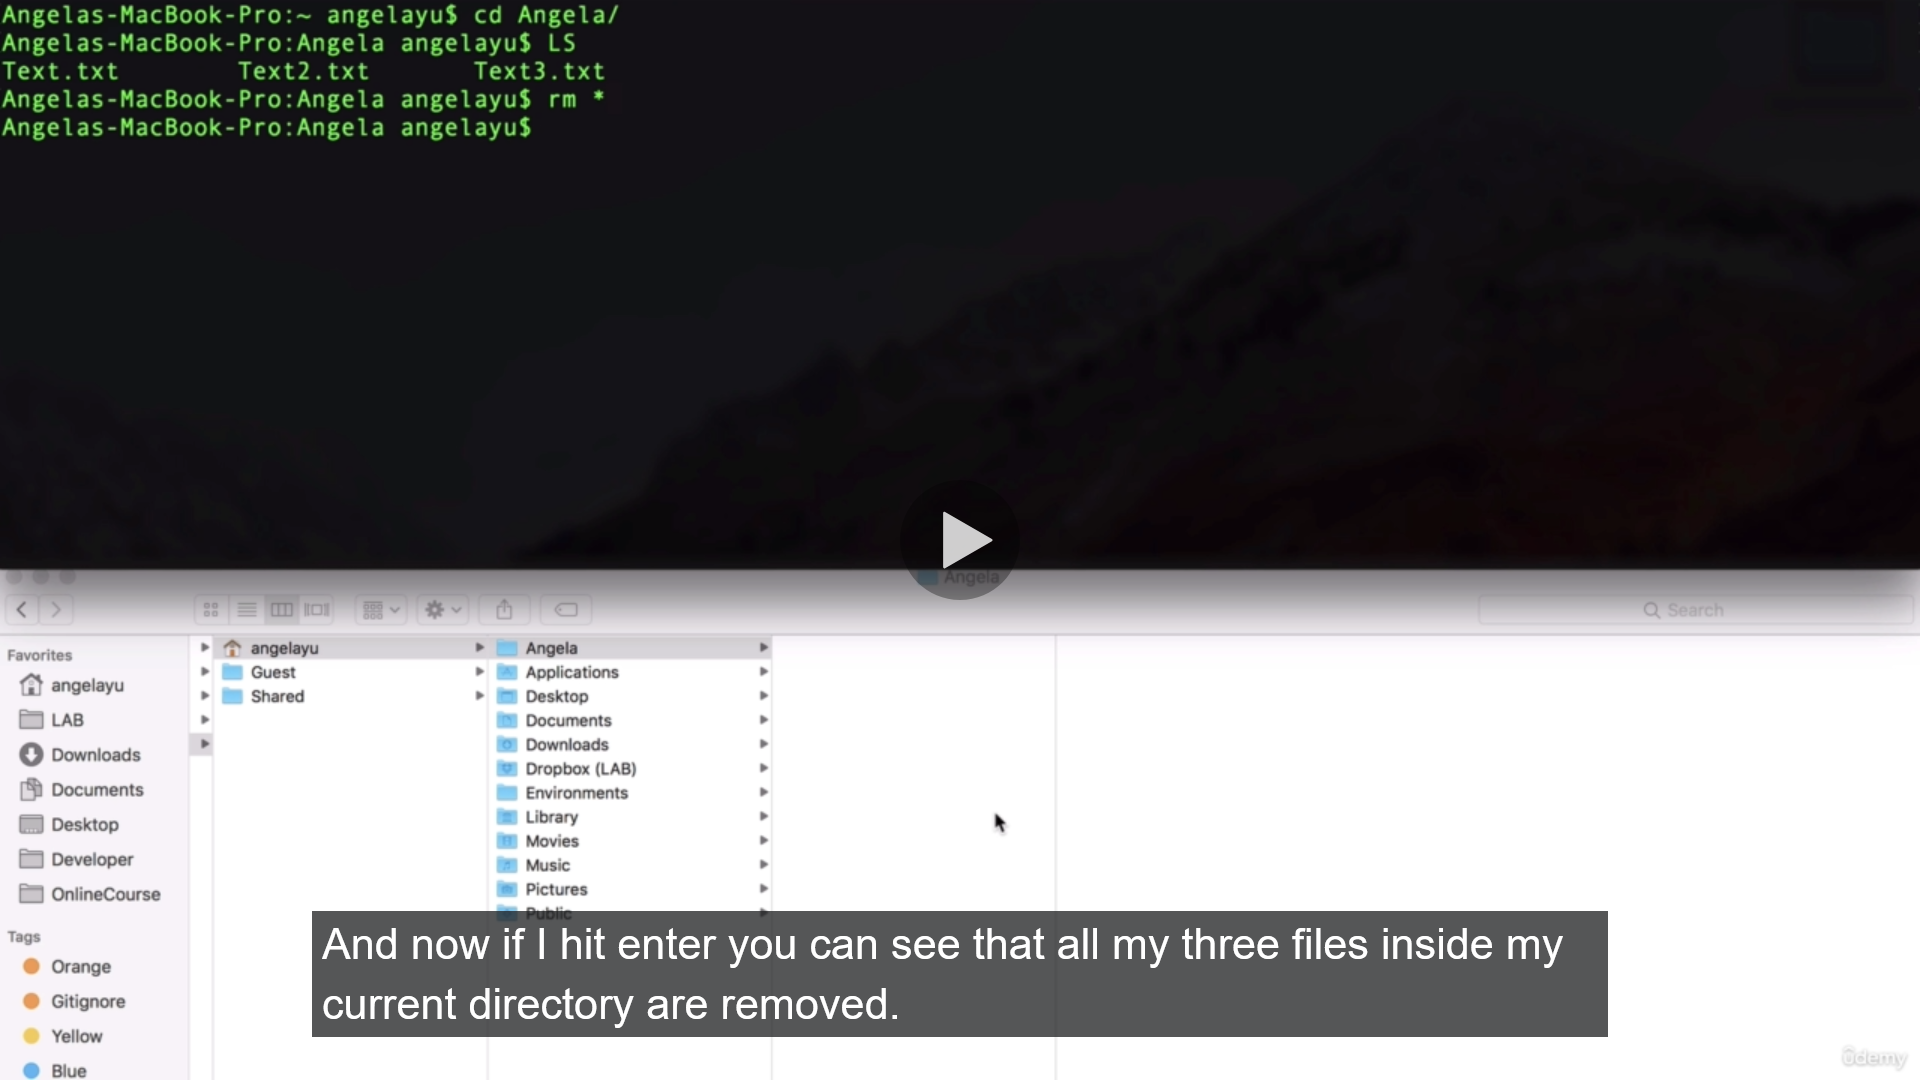 Angelas-MacBook-Pro:~ angelayu$ cd Angela/
Angelas-MacBook-Pro:Angela angelayu$ LS
Text.txt Text2.txt Text3.txt
Angelas-MacBook-Pro:Angela angelayu$ rm *
Angelas-MacBook-Pro:Angela angelayu$
Angela
Search
Favorites
angelayu
LAB
Downloads
Documents
Desktop
Developer
OnlineCourse
Tags
Orange
Gitignore
Yellow
Blue
angelayu
Guest
Shared
Angela
Applications
Desktop
Documents
Downloads
Dropbox (LAB)
Environments
Library
Movies
Music
Pictures
Public
And now if I hit enter you can see that all my three files inside my
current directory are removed.
ûdemy